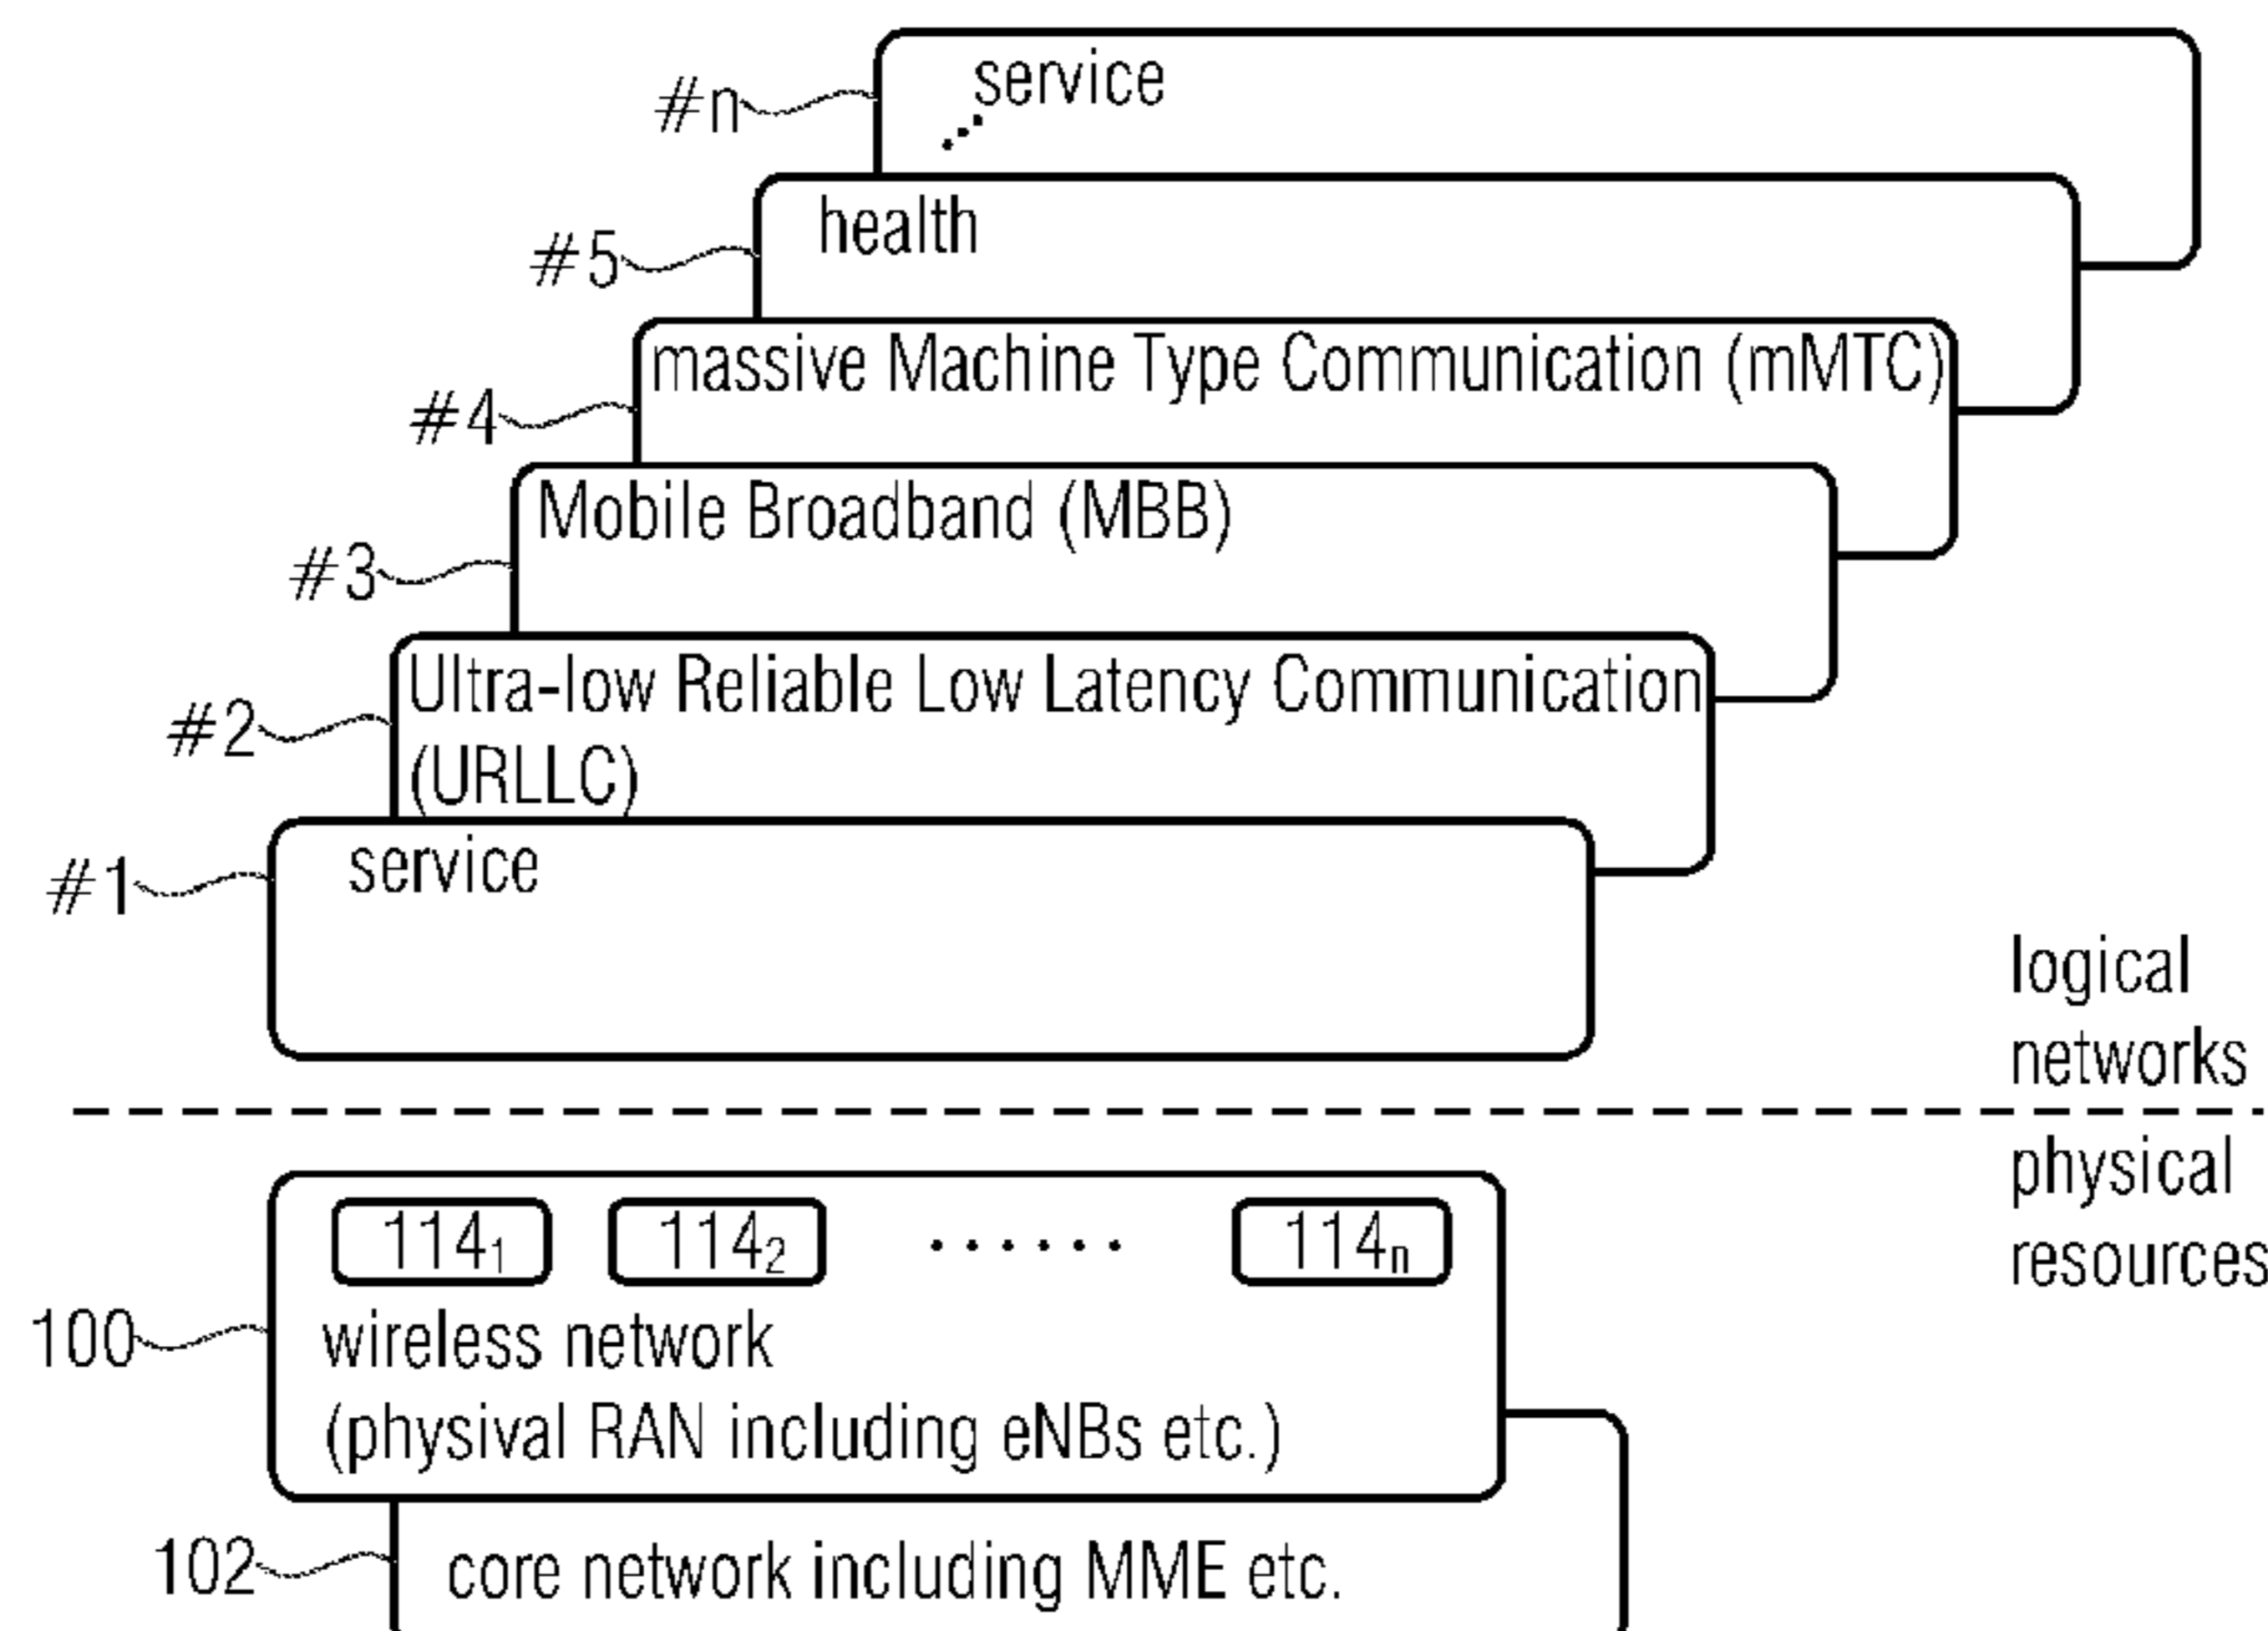 #n service
#5 health
#4 massive Machine Type Communication (mMTC)
#3 Mobile Broadband (MBB)
#2 Ultra-low Reliable Low Latency Communication
(URLLC)
#1 service
logical
networks
physical
resources
114₁ 114₂ ...... 114ₙ
100 wireless network
(physival RAN including eNBs etc.)
102 core network including MME etc.